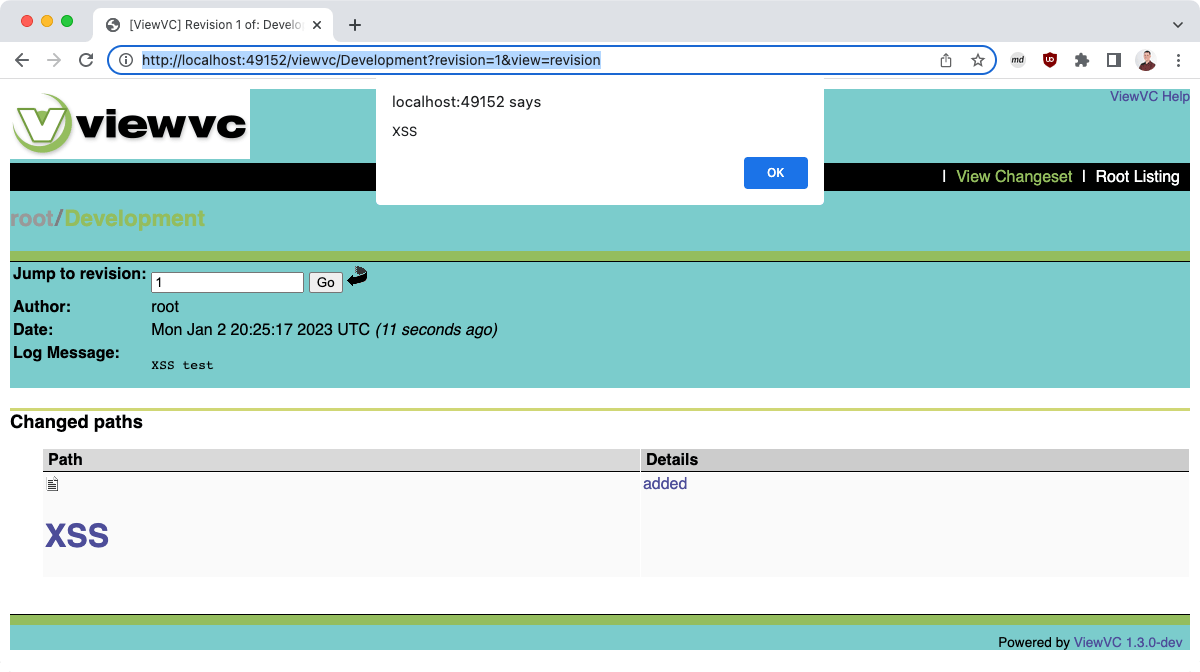 [ViewVC] Revision 1 of: Develo
http://localhost:49152/viewvc/Development?revision=1&view=revision
md
localhost:49152 says
XSS
OK
viewvc
ViewVC Help
| View Changeset | Root Listing
root/Development
Jump to revision: 1 Go
Author: root
Date: Mon Jan 2 20:25:17 2023 UTC (11 seconds ago)
Log Message:
XSS test
Changed paths
Path Details
added
XSS
Powered by ViewVC 1.3.0-dev